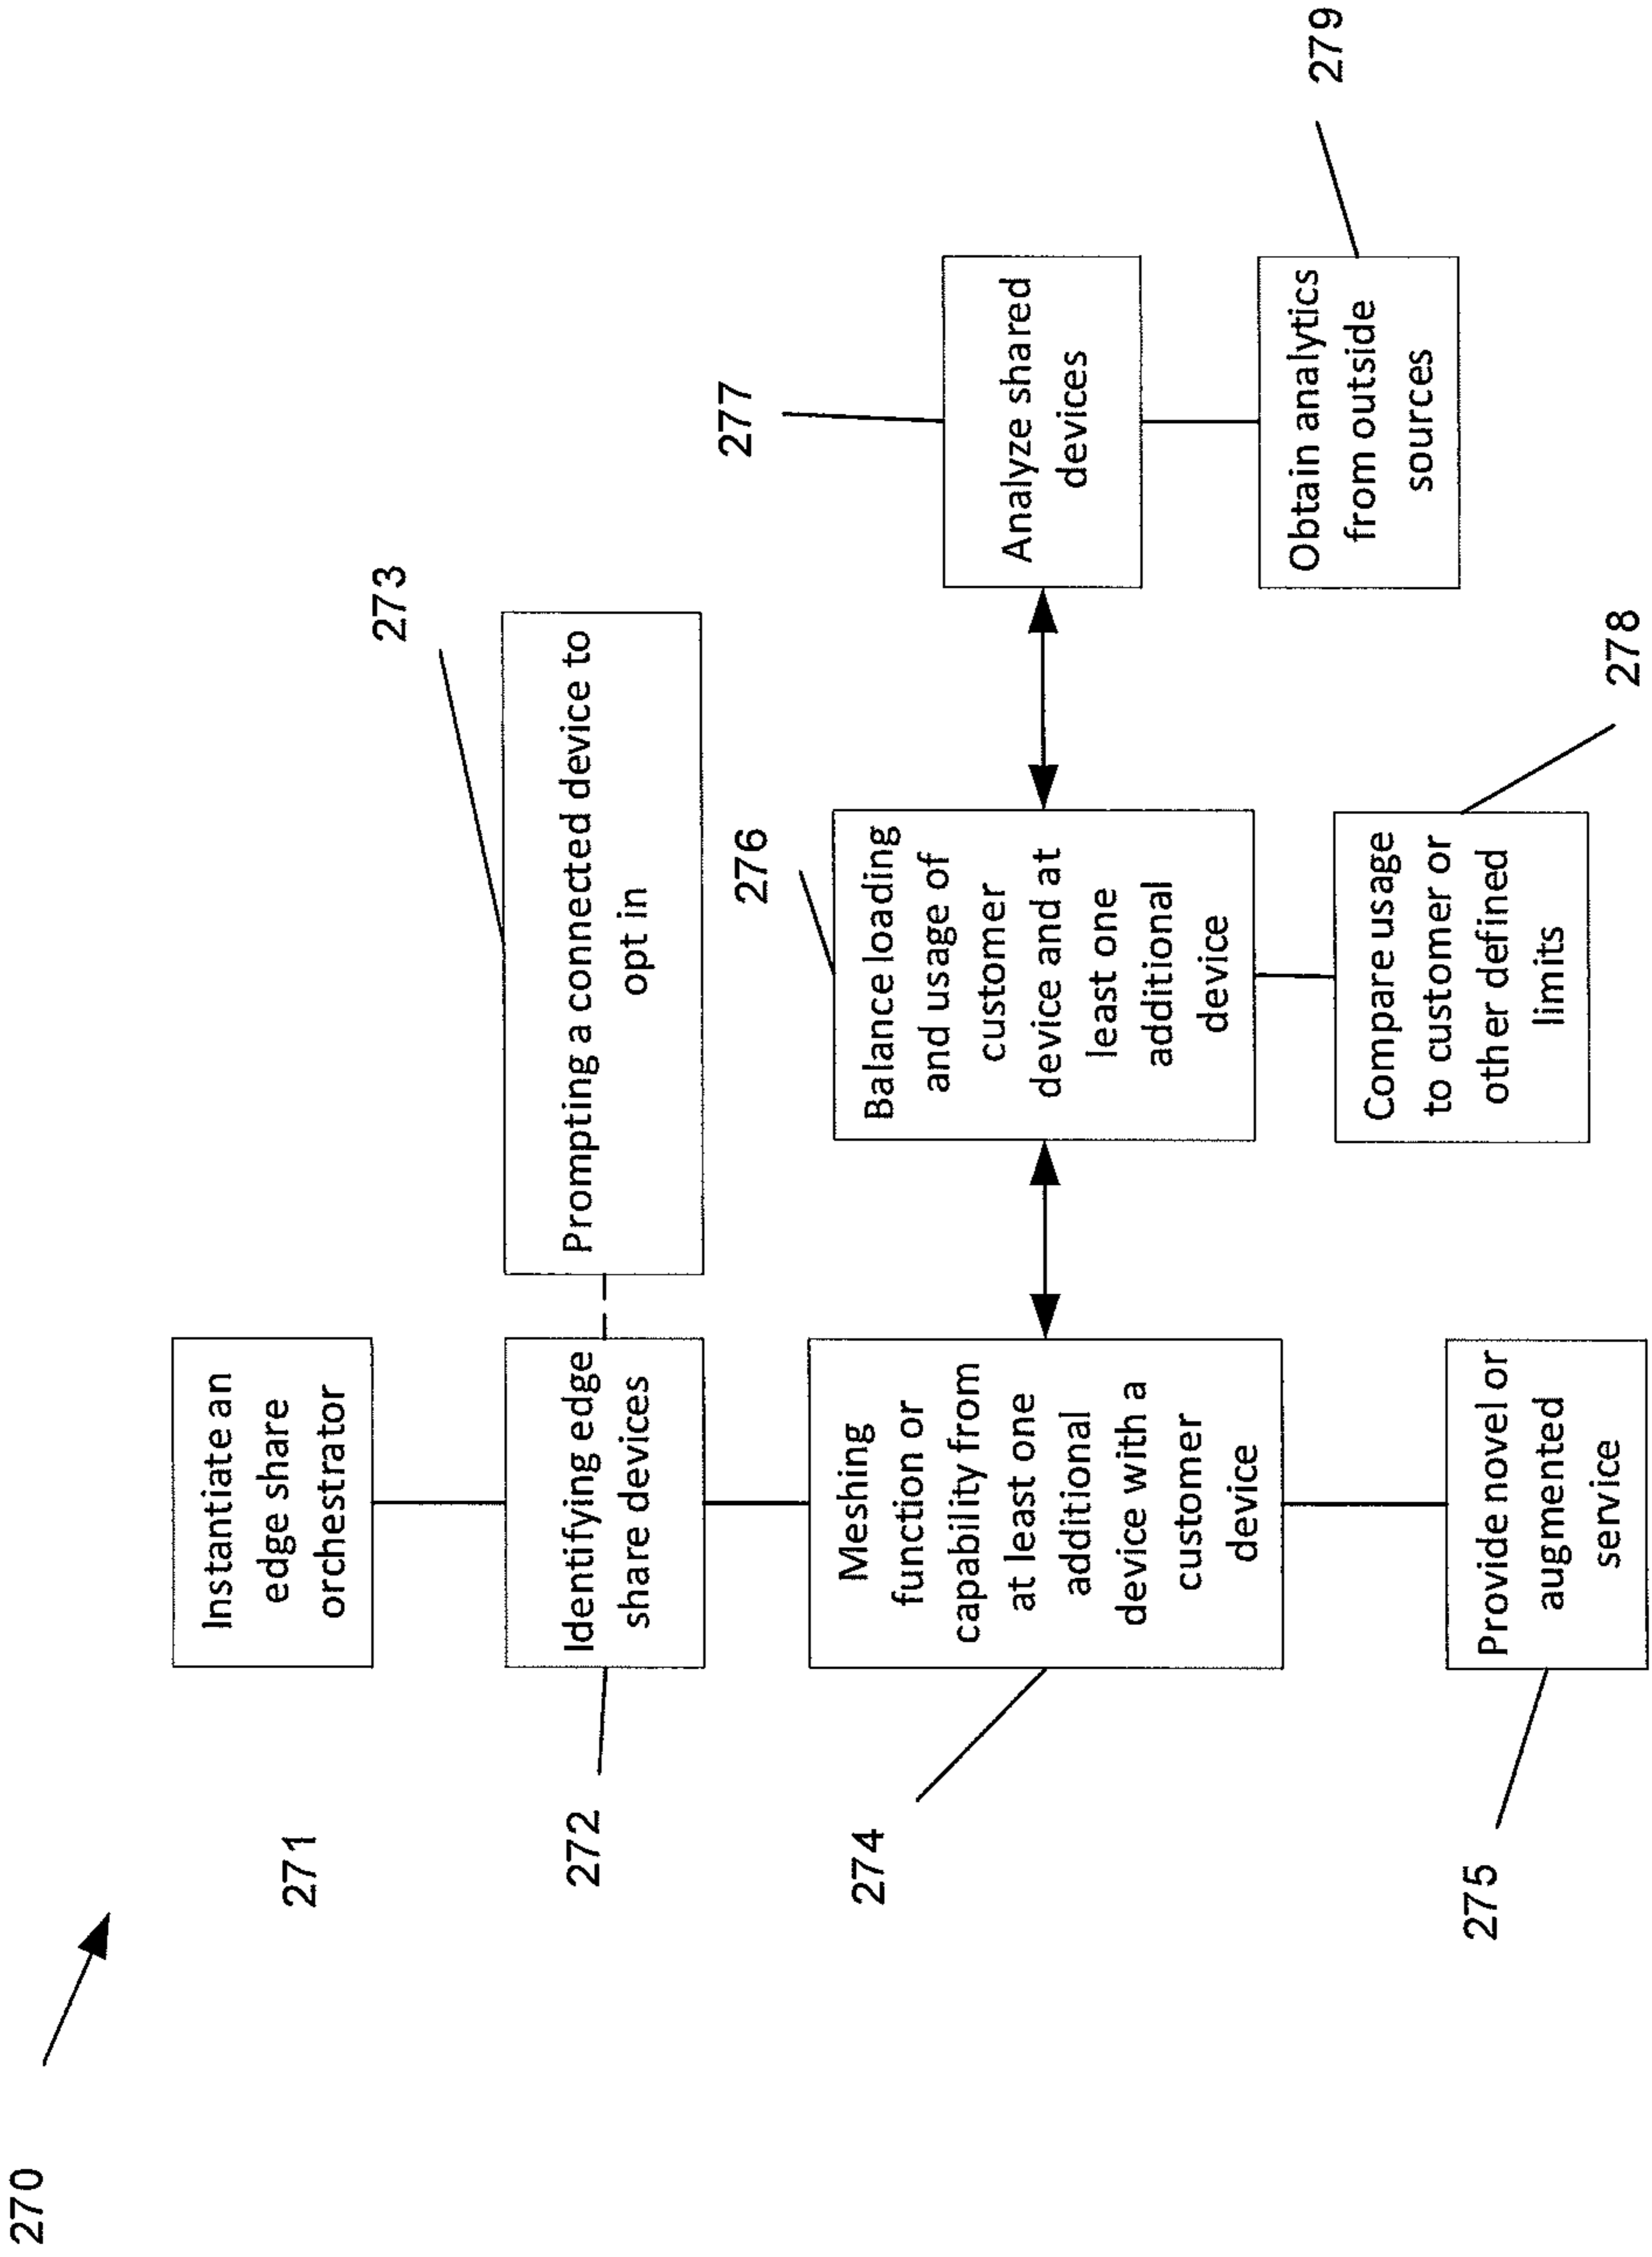 270
271
Instantiate an
edge share
orchestrator
272
Identifying edge
share devices
273
Prompting a connected device to
opt in
274
Meshing
function or
capability from
at least one
additional
device with a
customer
device
276
Balance loading
and usage of
customer
device and at
least one
additional
device
277
Analyze shared
devices
275
Provide novel or
augmented
service
278
Compare usage
to customer or
other defined
limits
279
Obtain analytics
from outside
sources